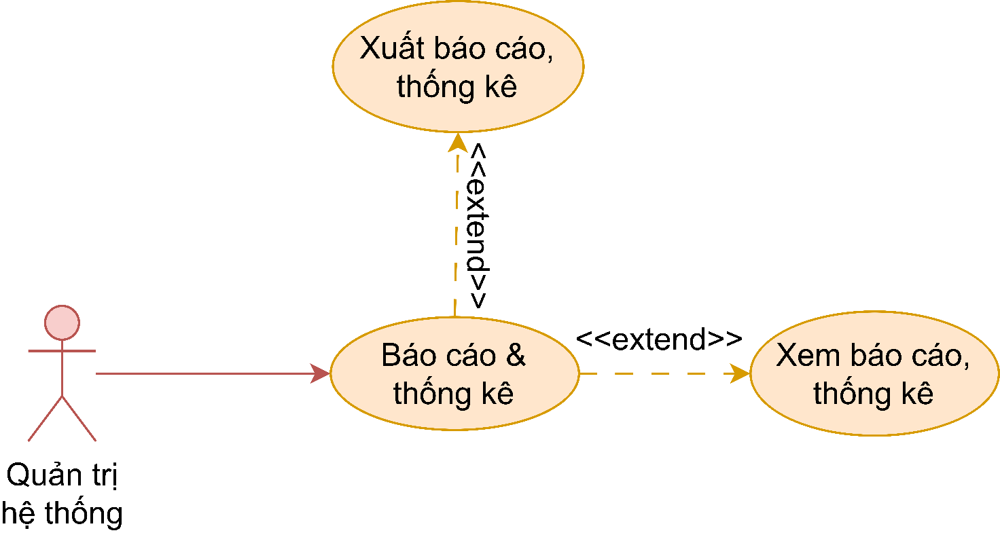 Xuất báo cáo,
thống kê
<<extend>>
Báo cáo &
thống kê
<<extend>>
Xem báo cáo,
thống kê
Quản trị
hệ thống